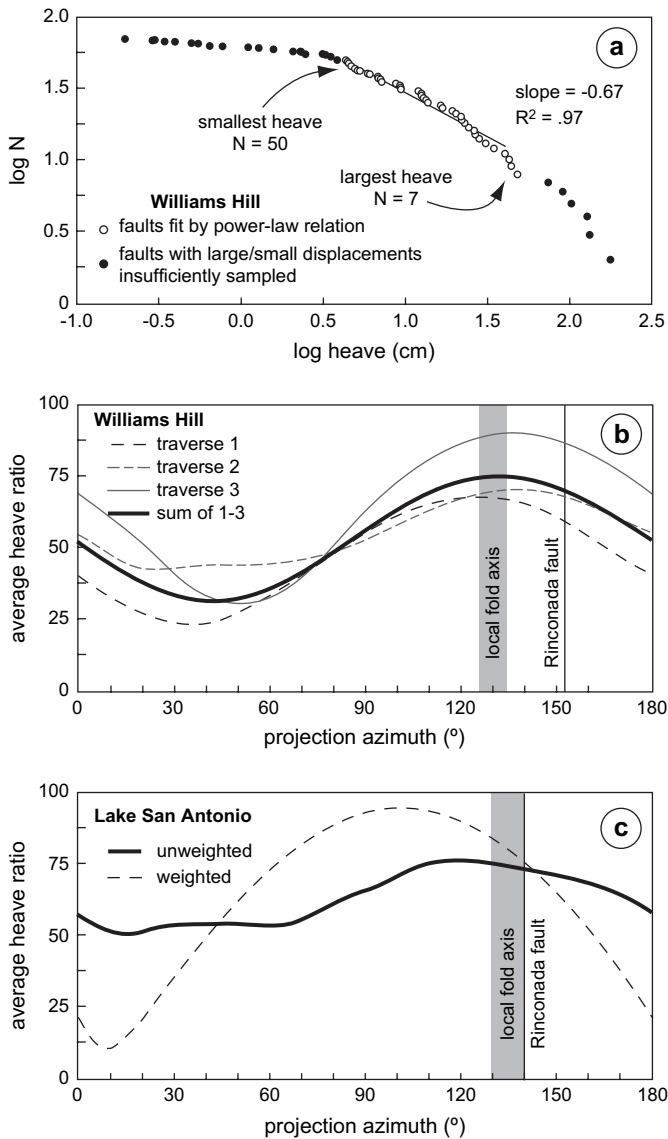 2.0
1.5
1.0
0.5
0
log N
a
slope = -0.67
R² = .97
smallest heave
N = 50
largest heave
N = 7
Williams Hill
faults fit by power-law relation
faults with large/small displacements
insufficiently sampled
-1.0 -0.5 0.0 0.5 1.0 1.5 2.0 2.5
log heave (cm)
100
75
50
25
0
average heave ratio
b
Williams Hill
traverse 1
traverse 2
traverse 3
sum of 1-3
local fold axis
Rinconada fault
0 30 60 90 120 150 180
projection azimuth (º)
100
75
50
25
0
average heave ratio
c
Lake San Antonio
unweighted
weighted
local fold axis
Rinconada fault
0 30 60 90 120 150 180
projection azimuth (º)